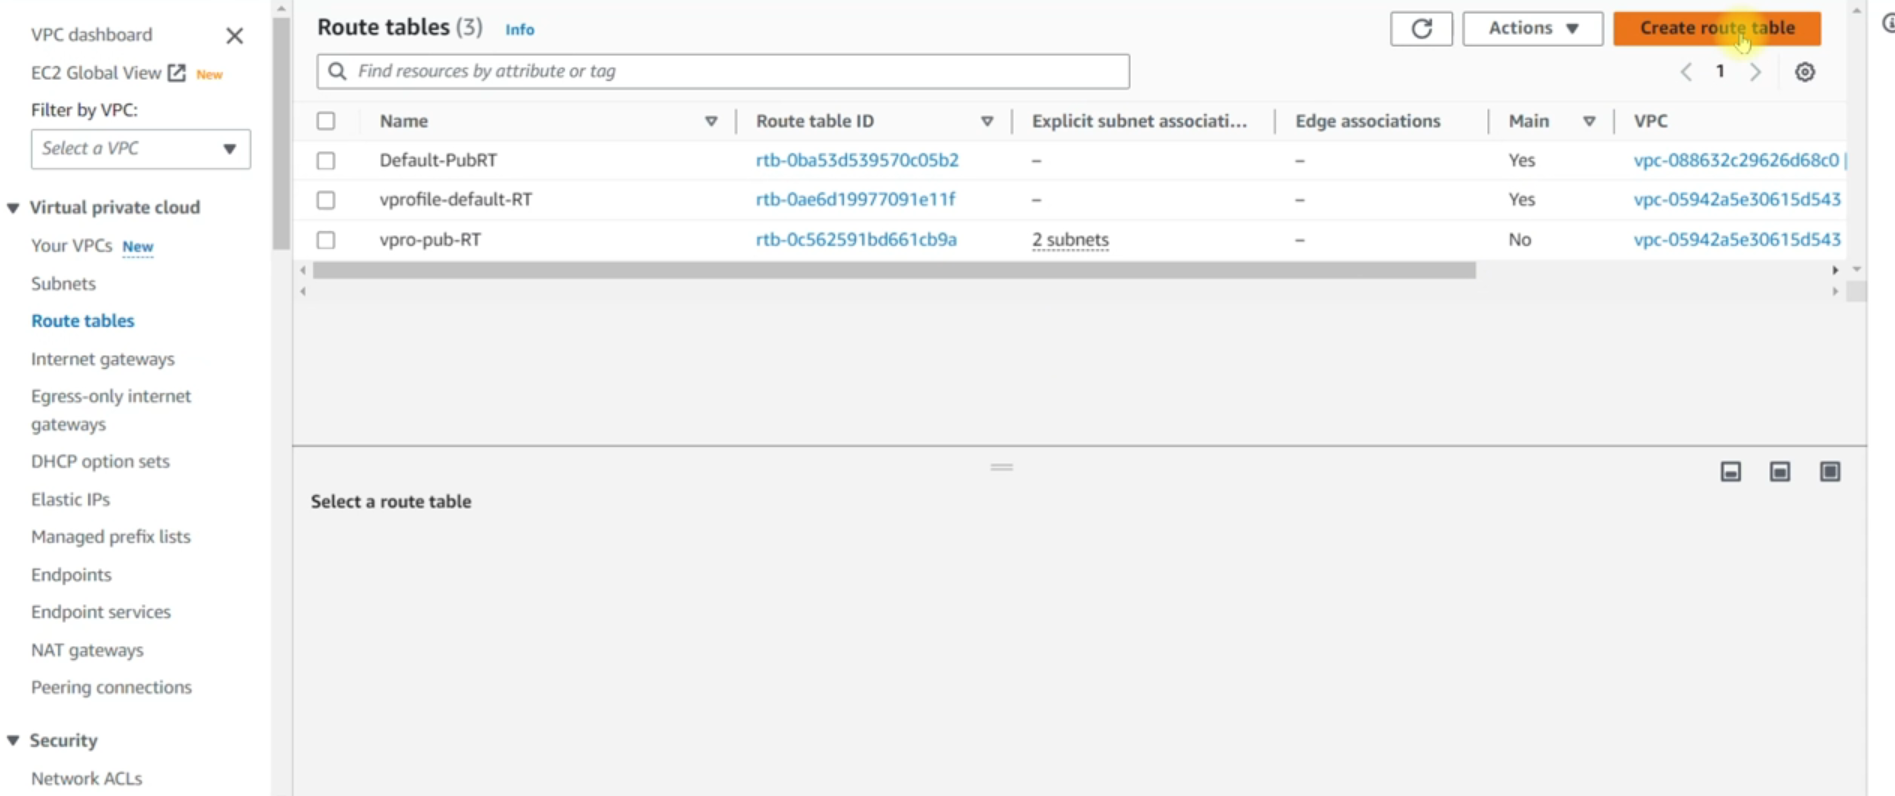 VPC dashboard
EC2 Global View New
Filter by VPC:
Select a VPC
Virtual private cloud
Your VPCs New
Subnets
Route tables
Internet gateways
Egress-only internet
gateways
DHCP option sets
Elastic IPs
Managed prefix lists
Endpoints
Endpoint services
NAT gateways
Peering connections
Security
Network ACLs
Route tables (3) Info
Actions
Create route table
Find resources by attribute or tag
1
Name Route table ID Explicit subnet associati... Edge associations Main VPC
Default-PubRT rtb-0ba53d539570c05b2 – – Yes vpc-088632c29626d68c0 |
vprofile-default-RT rtb-0ae6d19977091e11f – – Yes vpc-05942a5e30615d543
vpro-pub-RT rtb-0c562591bd661cb9a 2 subnets – No vpc-05942a5e30615d543
Select a route table